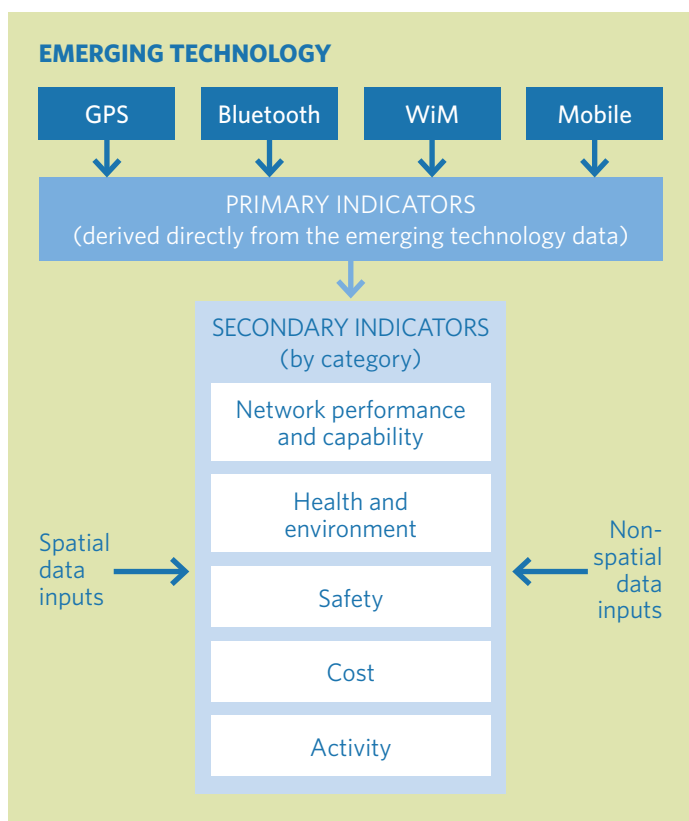 EMERGING TECHNOLOGY
GPS
Bluetooth
WiM
Mobile
PRIMARY INDICATORS
(derived directly from the emerging technology data)
SECONDARY INDICATORS
(by category)
Network performance
and capability
Health and
environment
Safety
Cost
Activity
Spatial
data
inputs
Non-
spatial
data
inputs